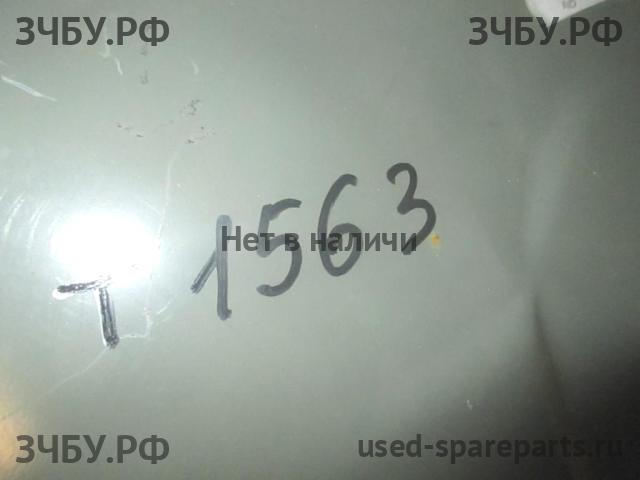 ЗЧБУ.РФ ЗЧБУ.РФ
1563
Нет в наличи
T
ЗЧБУ.РФ used-spareparts.ru